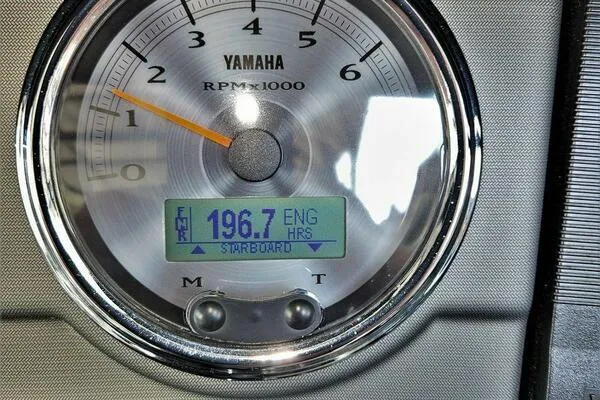 3 4 5
2 6
YAMAHA
RPMx1000
1
0
F
N
R
196.7 ENG
HRS
STARBOARD
M T